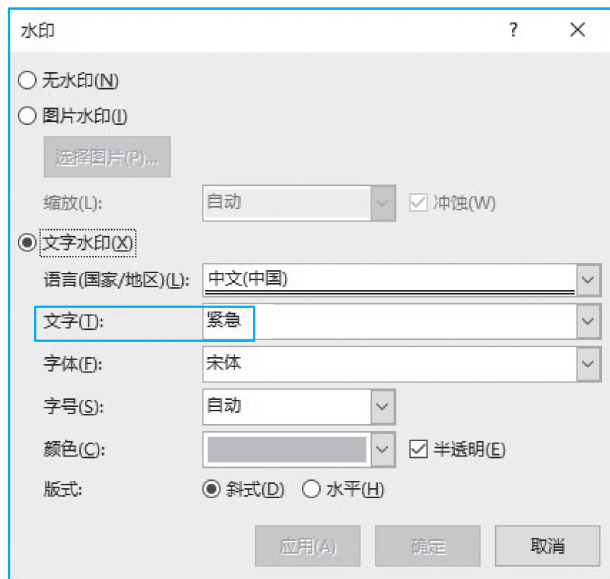 水印 ? ×
无水印(N)
图片水印(I)
选择图片(P)...
缩放(L): 自动 冲蚀(W)
文字水印(X)
语言(国家/地区)(L): 中文(中国)
文字(T): 紧急
字体(F): 宋体
字号(S): 自动
颜色(C): 半透明(E)
版式: 斜式(D) 水平(H)
应用(A) 确定 取消